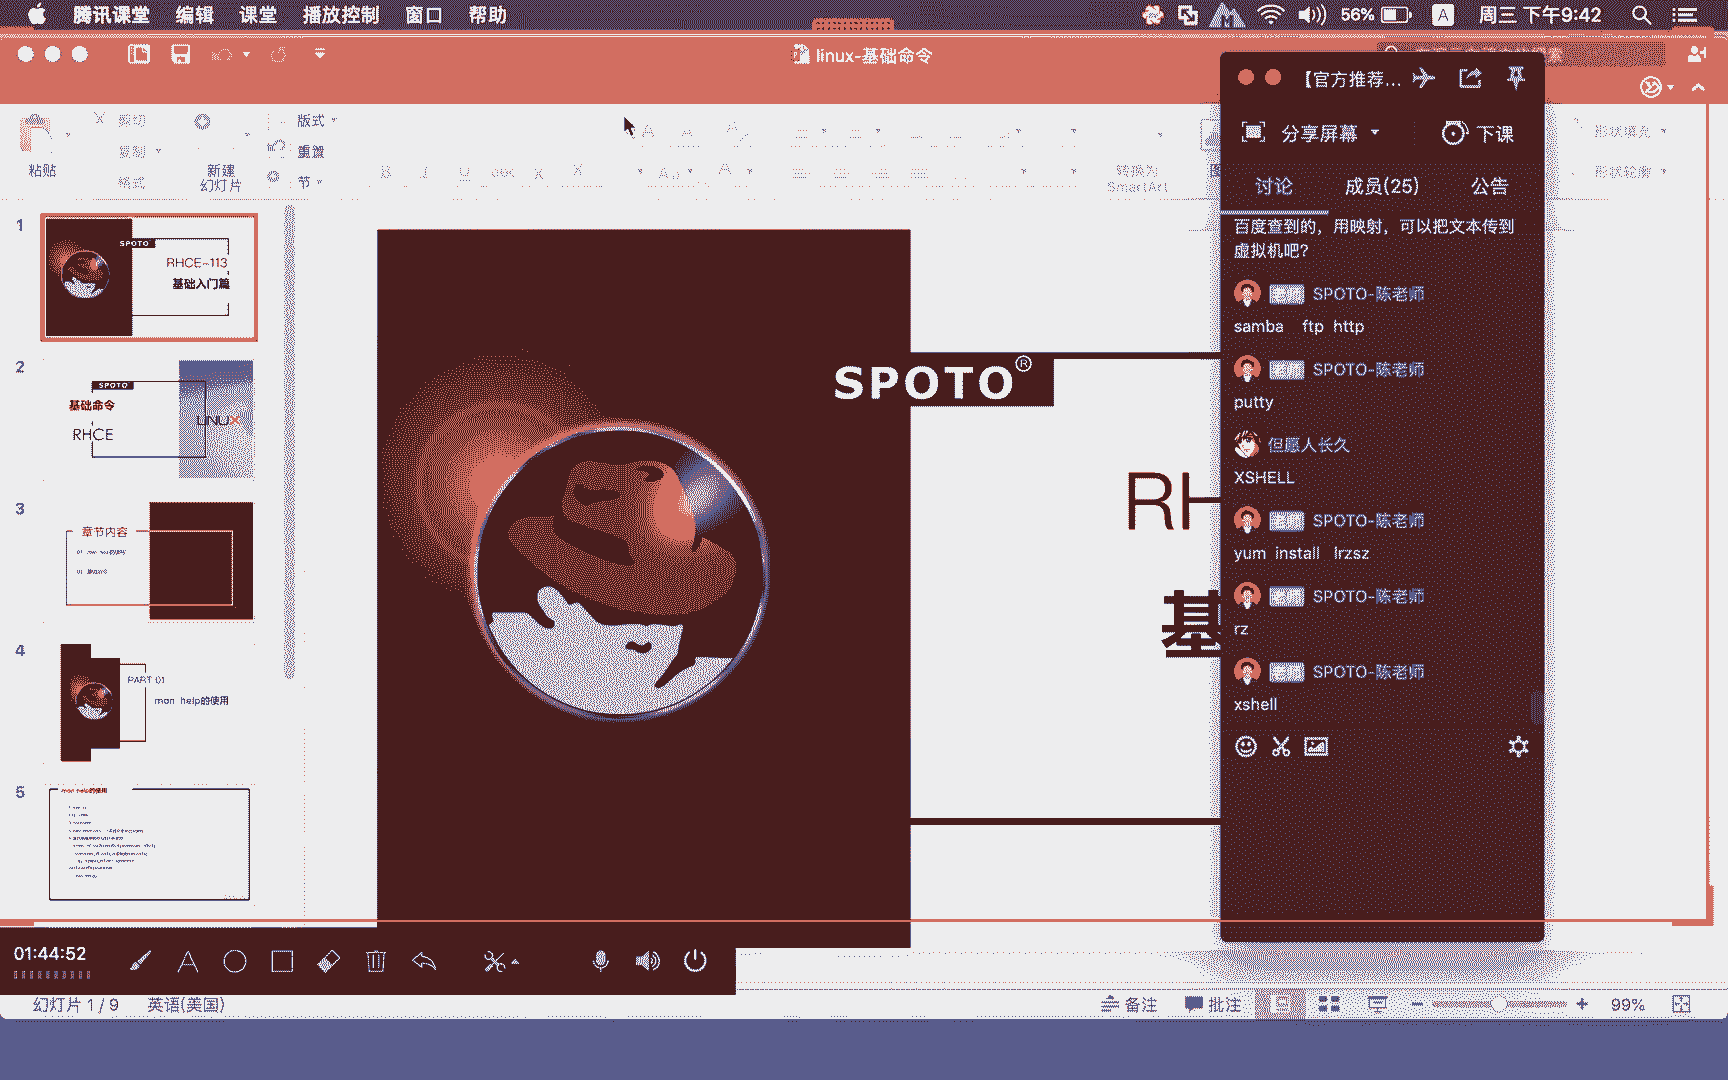 腾讯课堂 编辑 课堂 播放控制 窗口 帮助
56% A 周三 下午9:42
linux-基础命令
粘贴
剪切
复制
格式
新建
幻灯片
版式
重置
节
转换为
SmartArt
形状填充
形状轮廓
1
SPOTO
RHCE-113
基础入门篇
2
SPOTO
基础命令
RHCE
LINUX
3
章节内容
4
PART 01
man help的使用
5
man help的使用
SPOTO®
RH
基
【官方推荐...
分享屏幕 下课
讨论 成员(25) 公告
百度查到的，用映射，可以把文本传到
虚拟机吧？
老师 SPOTO-陈老师
samba ftp http
老师 SPOTO-陈老师
putty
但愿人长久
XSHELL
老师 SPOTO-陈老师
yum install lrzsz
老师 SPOTO-陈老师
rz
老师 SPOTO-陈老师
xshell
01:44:52
幻灯片 1 / 9 英语(美国)
备注 批注 99%